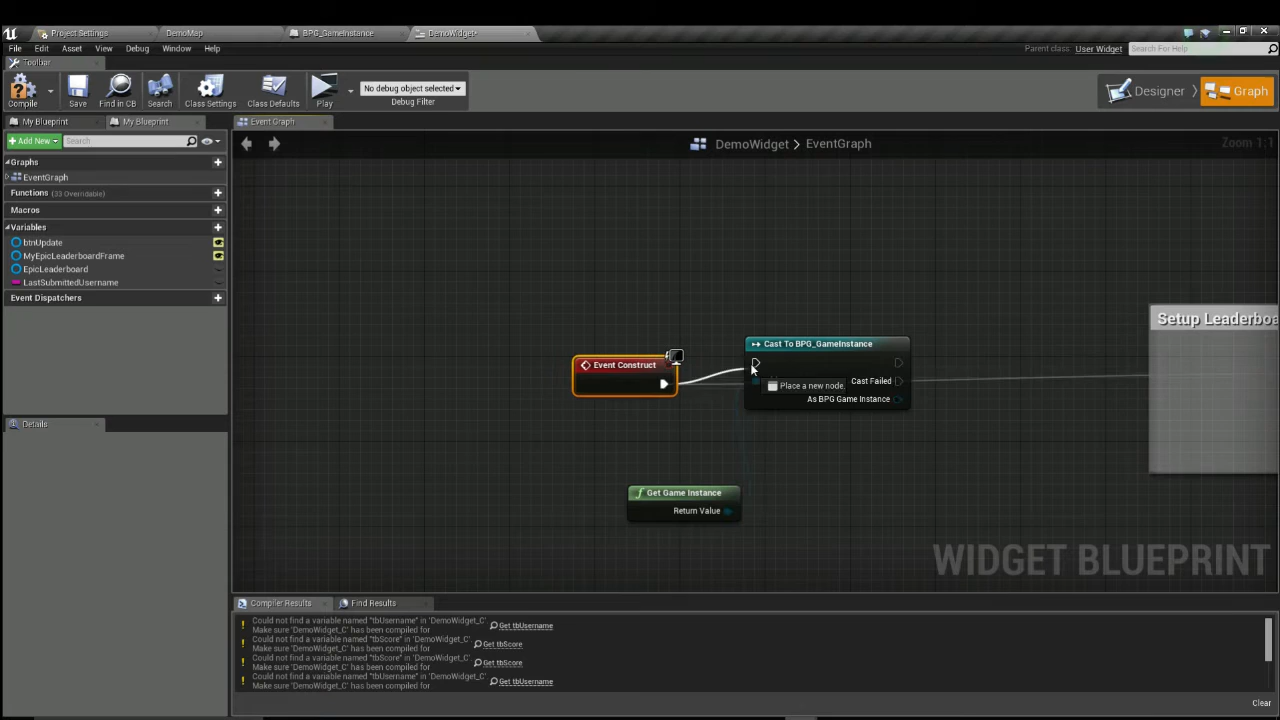 Project Settings
DemoMap
BPG_GameInstance
DemoWidget*
File Edit Asset View Debug Window Help
Parent class: User Widget
Search For Help
Toolbar
Compile
Save
Find in CB
Search
Class Settings
Class Defaults
Play
No debug object selected
Debug Filter
Designer
Graph
My Blueprint
My Blueprint
Event Graph
Add New
Search
DemoWidget > EventGraph
Zoom 1:1
Graphs
EventGraph
Functions (33 Overridable)
Macros
Variables
btnUpdate
MyEpicLeaderboardFrame
EpicLeaderboard
LastSubmittedUsername
Event Dispatchers
Details
Event Construct
Cast To BPG_GameInstance
Place a new node.
Cast Failed
As BPG Game Instance
Setup Leaderboa
Get Game Instance
Return Value
WIDGET BLUEPRINT
Compiler Results
Find Results
Could not find a variable named "tbUsername" in 'DemoWidget_C'.
Make sure 'DemoWidget_C' has been compiled for Get tbUsername
Could not find a variable named "tbScore" in 'DemoWidget_C'.
Make sure 'DemoWidget_C' has been compiled for Get tbScore
Could not find a variable named "tbScore" in 'DemoWidget_C'.
Make sure 'DemoWidget_C' has been compiled for Get tbScore
Could not find a variable named "tbUsername" in 'DemoWidget_C'.
Make sure 'DemoWidget_C' has been compiled for Get tbUsername
Clear